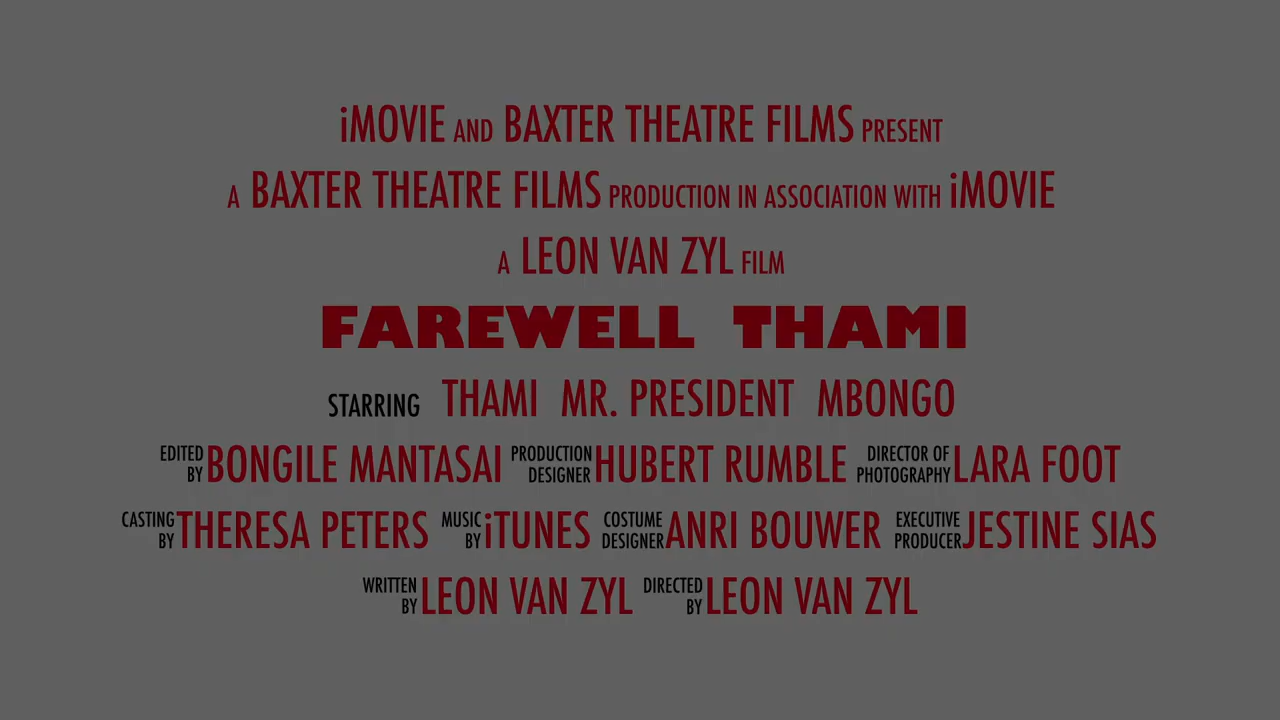 iMOVIE AND BAXTER THEATRE FILMS PRESENT
A BAXTER THEATRE FILMS PRODUCTION IN ASSOCIATION WITH iMOVIE
A LEON VAN ZYL FILM
FAREWELL THAMI
STARRING THAMI MR. PRESIDENT MBONGO
EDITED BY BONGILE MANTASAI PRODUCTION DESIGNER HUBERT RUMBLE DIRECTOR OF PHOTOGRAPHY LARA FOOT
CASTING BY THERESA PETERS MUSIC BY iTUNES COSTUME DESIGNER ANRI BOUWER EXECUTIVE PRODUCER JESTINE SIAS
WRITTEN BY LEON VAN ZYL DIRECTED BY LEON VAN ZYL